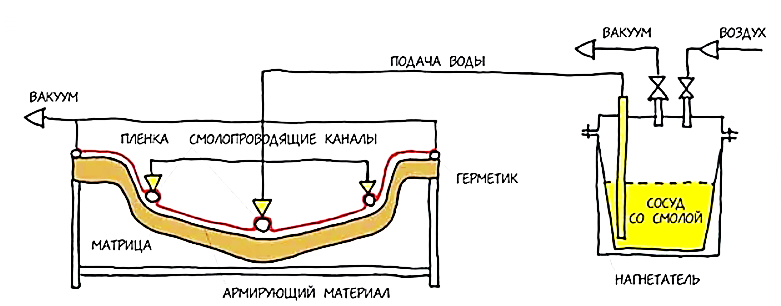 ВАКУУМ
ВОЗДУХ
ПОДАЧА ВОДЫ
ВАКУУМ
ПЛЕНКА
СМОЛОПРОВОДЯЩИЕ КАНАЛЫ
ГЕРМЕТИК
СОСУД
СО СМОЛОЙ
МАТРИЦА
НАГНЕТАТЕЛЬ
АРМИРУЮЩИЙ МАТЕРИАЛ